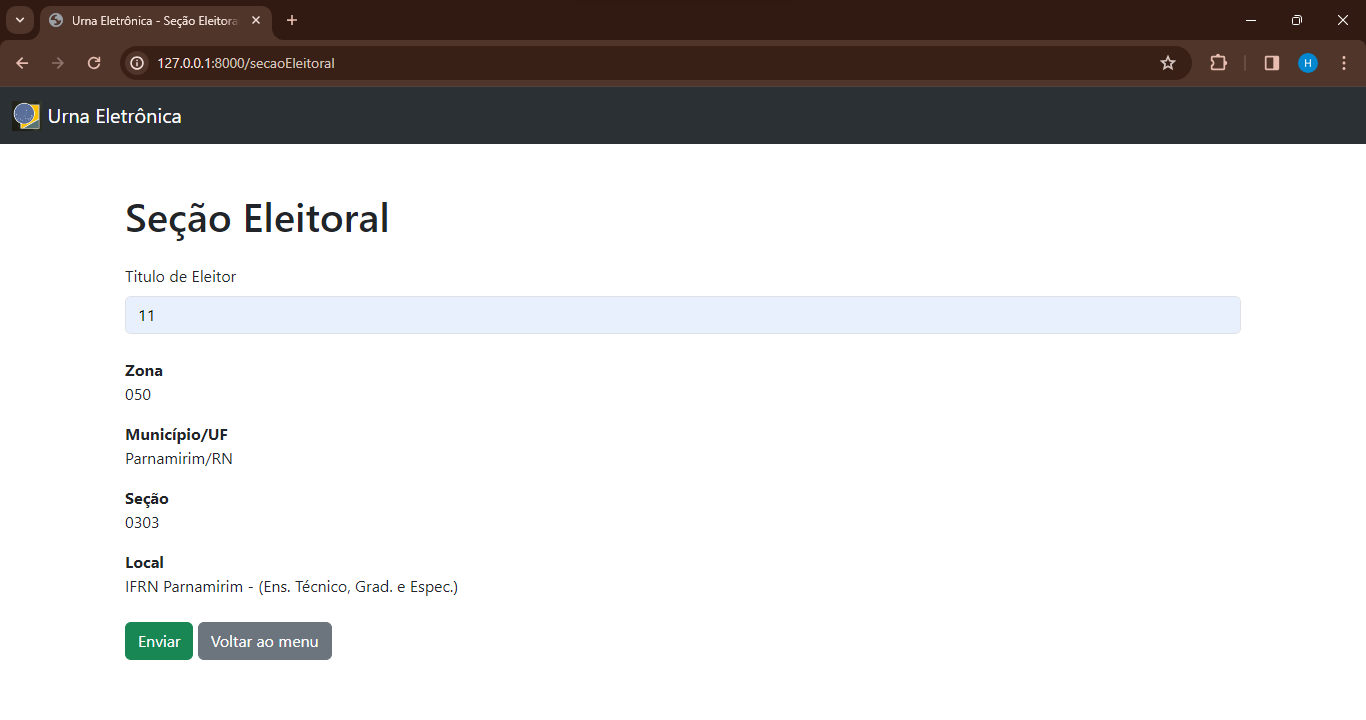 Urna Eletrônica - Seção Eleitora
127.0.0.1:8000/secaoEleitoral
H
Urna Eletrônica
Seção Eleitoral
Titulo de Eleitor
11
Zona
050
Município/UF
Parnamirim/RN
Seção
0303
Local
IFRN Parnamirim - (Ens. Técnico, Grad. e Espec.)
Enviar Voltar ao menu